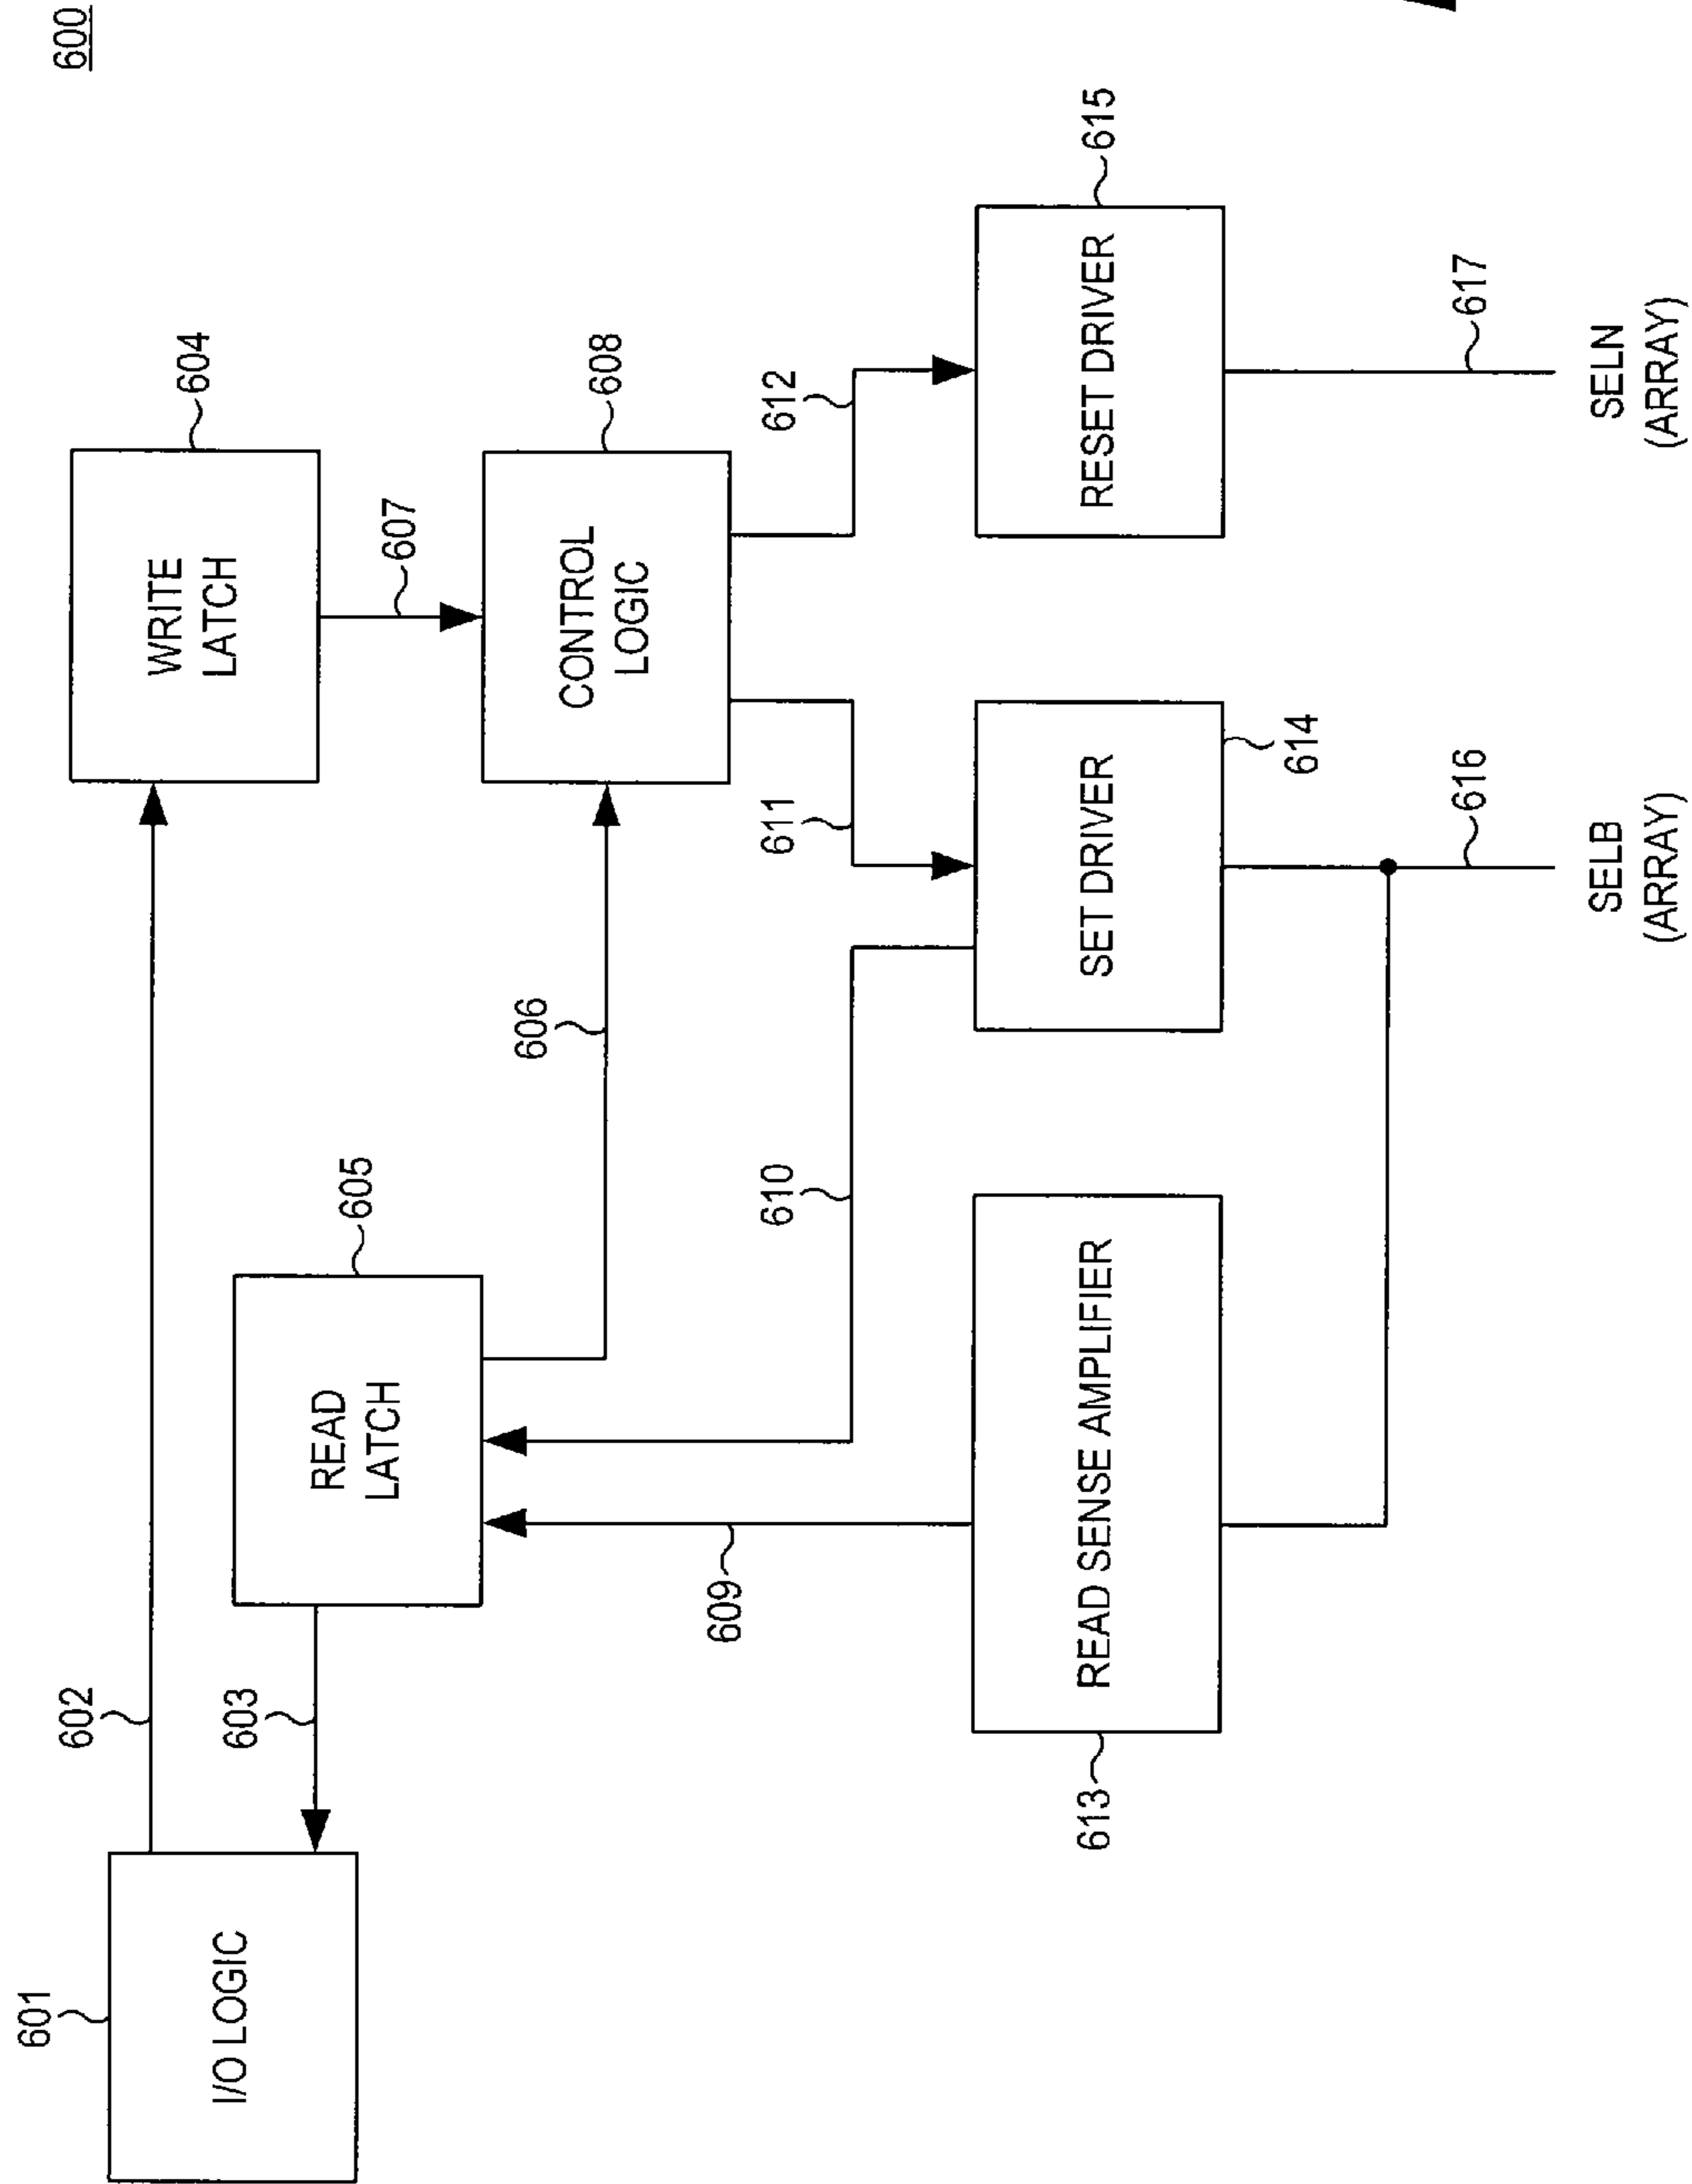 600
601
I/O LOGIC
602
603
WRITE
LATCH
604
READ
LATCH
605
606
607
CONTROL
LOGIC
608
609
610
611
612
READ SENSE AMPLIFIER
613
SET DRIVER
614
RESET DRIVER
615
616
617
SELB
(ARRAY)
SELN
(ARRAY)